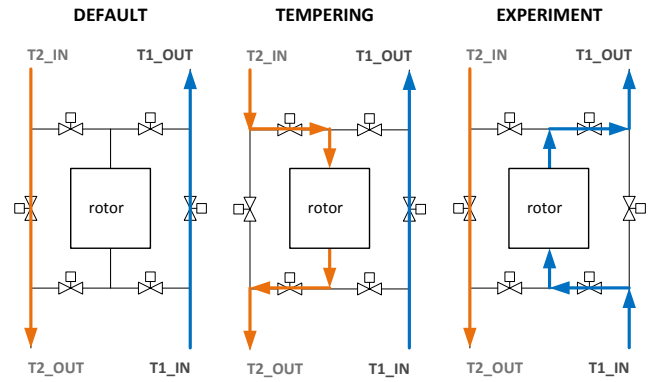 DEFAULT TEMPERING EXPERIMENT
T2_IN T1_OUT T2_IN T1_OUT T2_IN T1_OUT
rotor rotor rotor
T2_OUT T1_IN T2_OUT T1_IN T2_OUT T1_IN